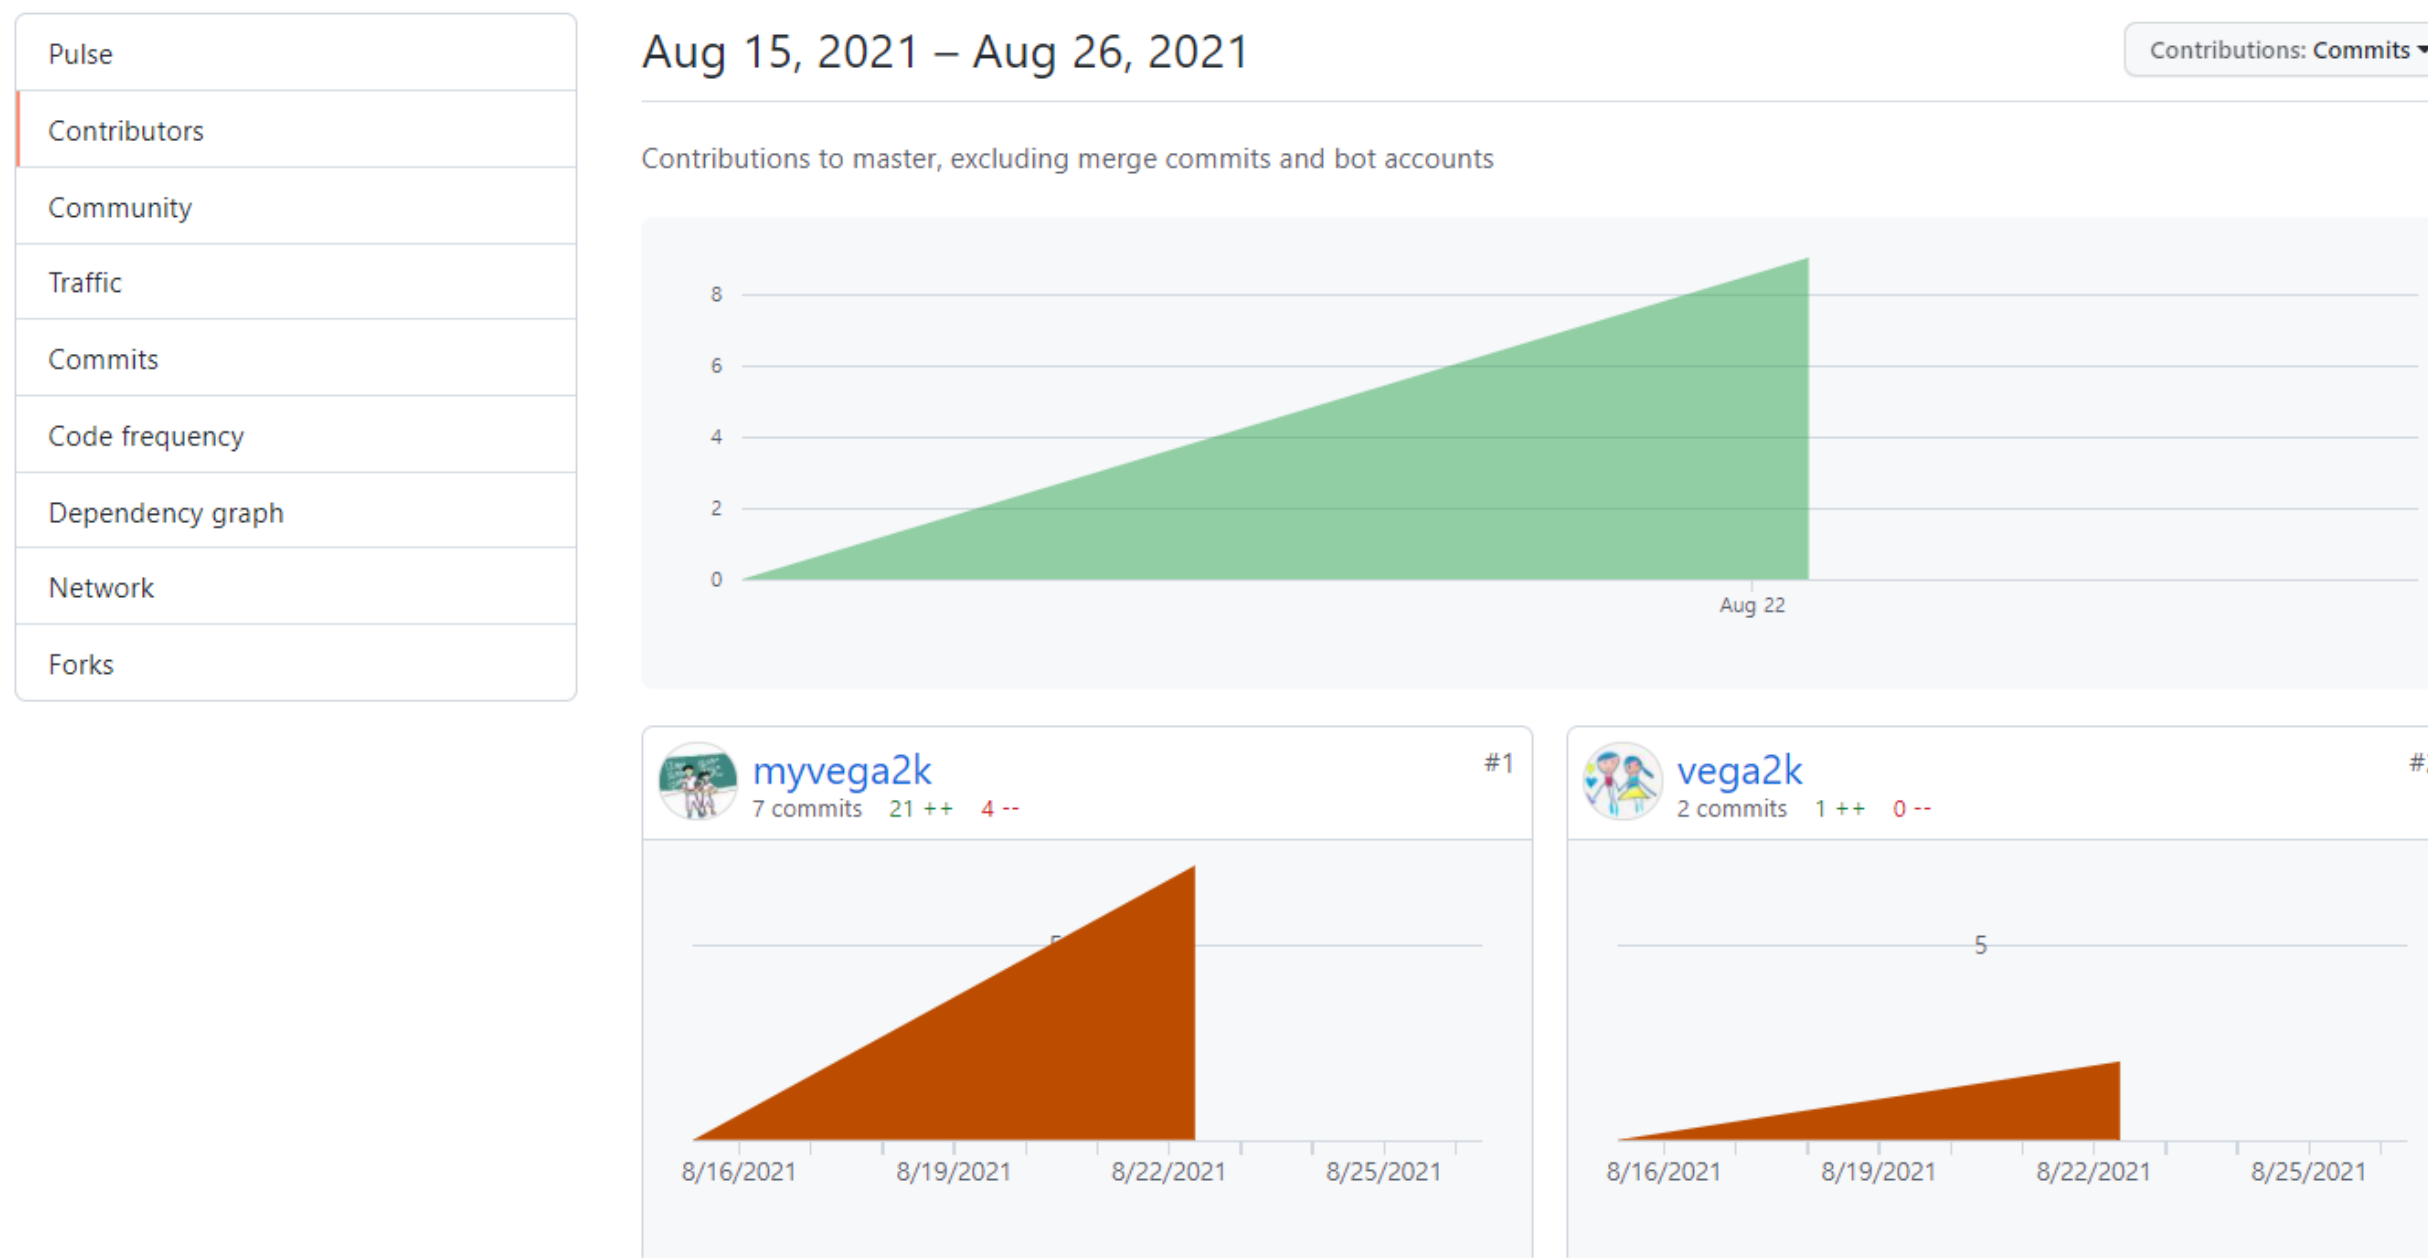 Pulse
Contributors
Community
Traffic
Commits
Code frequency
Dependency graph
Network
Forks
Aug 15, 2021 – Aug 26, 2021
Contributions: Commits
Contributions to master, excluding merge commits and bot accounts
8
6
4
2
0
Aug 22
myvega2k
#1
7 commits 21 ++ 4 --
8/16/2021 8/19/2021 8/22/2021 8/25/2021
vega2k
2 commits 1 ++ 0 --
5
8/16/2021 8/19/2021 8/22/2021 8/25/2021